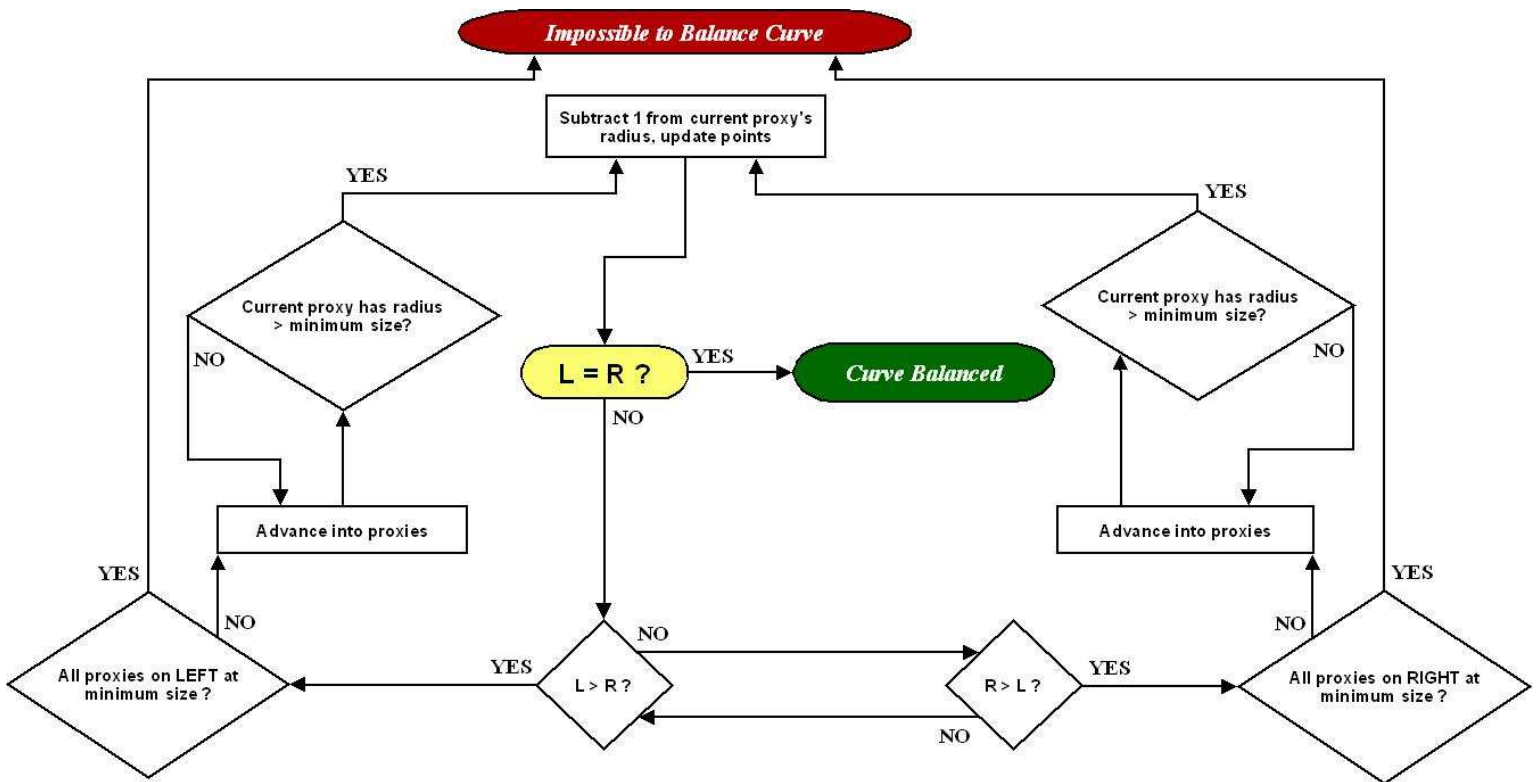 Impossible to Balance Curve
Subtract 1 from current proxy's
radius, update points
YES
YES
Current proxy has radius
> minimum size?
Current proxy has radius
> minimum size?
NO
L = R ?
YES
Curve Balanced
NO
NO
Advance into proxies
Advance into proxies
YES
NO
YES
NO
All proxies on LEFT at
minimum size ?
YES
L > R ?
NO
NO
R > L ?
YES
All proxies on RIGHT at
minimum size ?